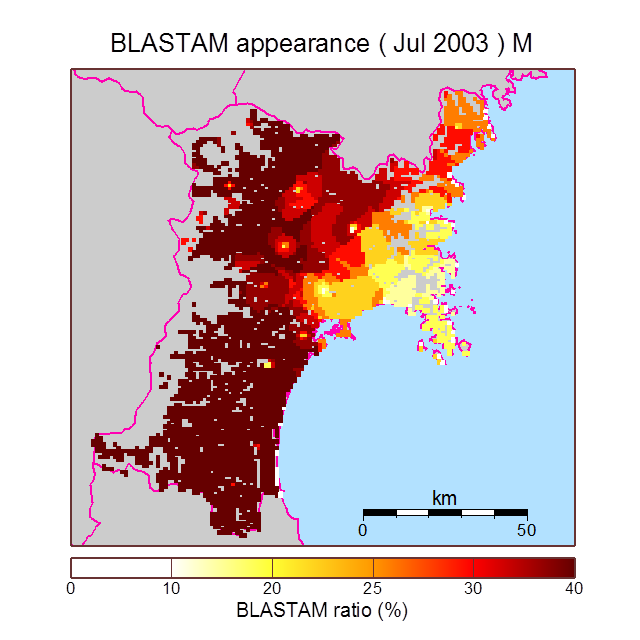 BLASTAM appearance ( Jul 2003 ) M
km
0 50
0 10 20 25 30 40
BLASTAM ratio (%)